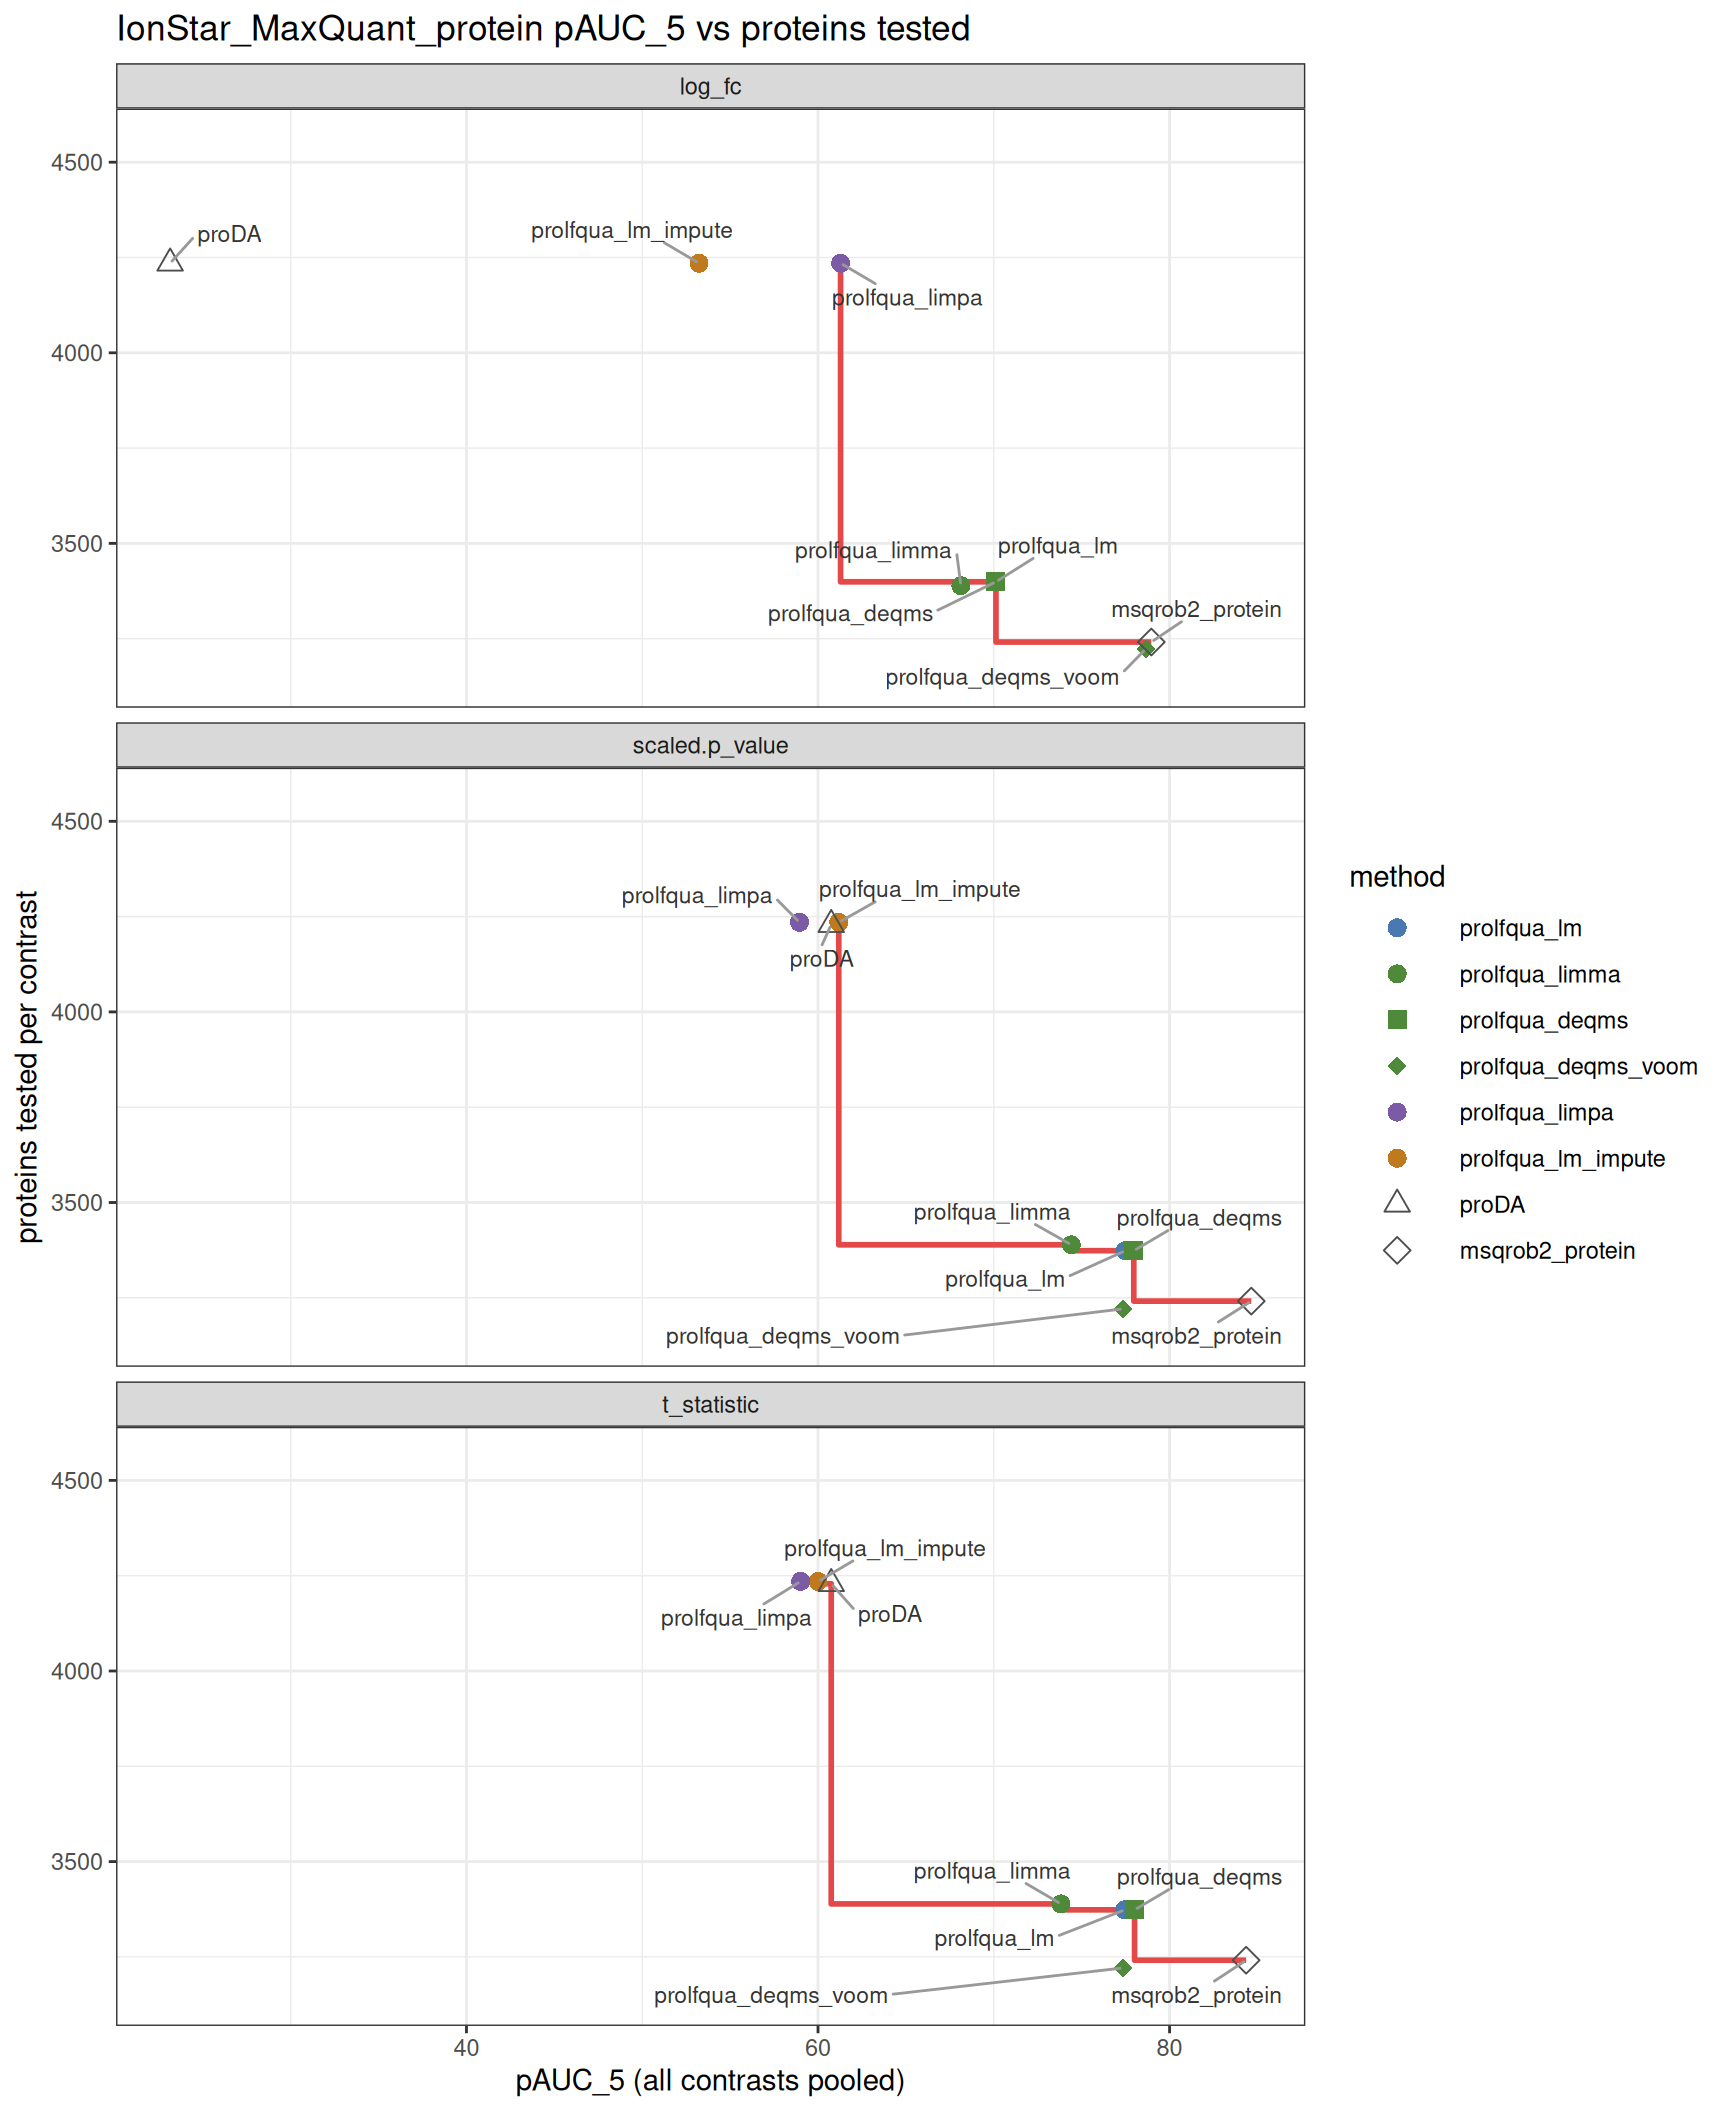 IonStar_MaxQuant_protein pAUC_5 vs proteins tested
log_fc
4500
4000
3500
proDA
prolfqua_lm_impute
prolfqua_limpa
prolfqua_limma
prolfqua_lm
prolfqua_deqms
msqrob2_protein
prolfqua_deqms_voom
scaled.p_value
4500
4000
3500
prolfqua_limpa
prolfqua_lm_impute
proDA
prolfqua_limma
prolfqua_deqms
prolfqua_lm
prolfqua_deqms_voom
msqrob2_protein
t_statistic
4500
4000
3500
prolfqua_lm_impute
prolfqua_limpa
proDA
prolfqua_limma
prolfqua_deqms
prolfqua_lm
prolfqua_deqms_voom
msqrob2_protein
40
60
80
pAUC_5 (all contrasts pooled)
proteins tested per contrast
method
prolfqua_lm
prolfqua_limma
prolfqua_deqms
prolfqua_deqms_voom
prolfqua_limpa
prolfqua_lm_impute
proDA
msqrob2_protein